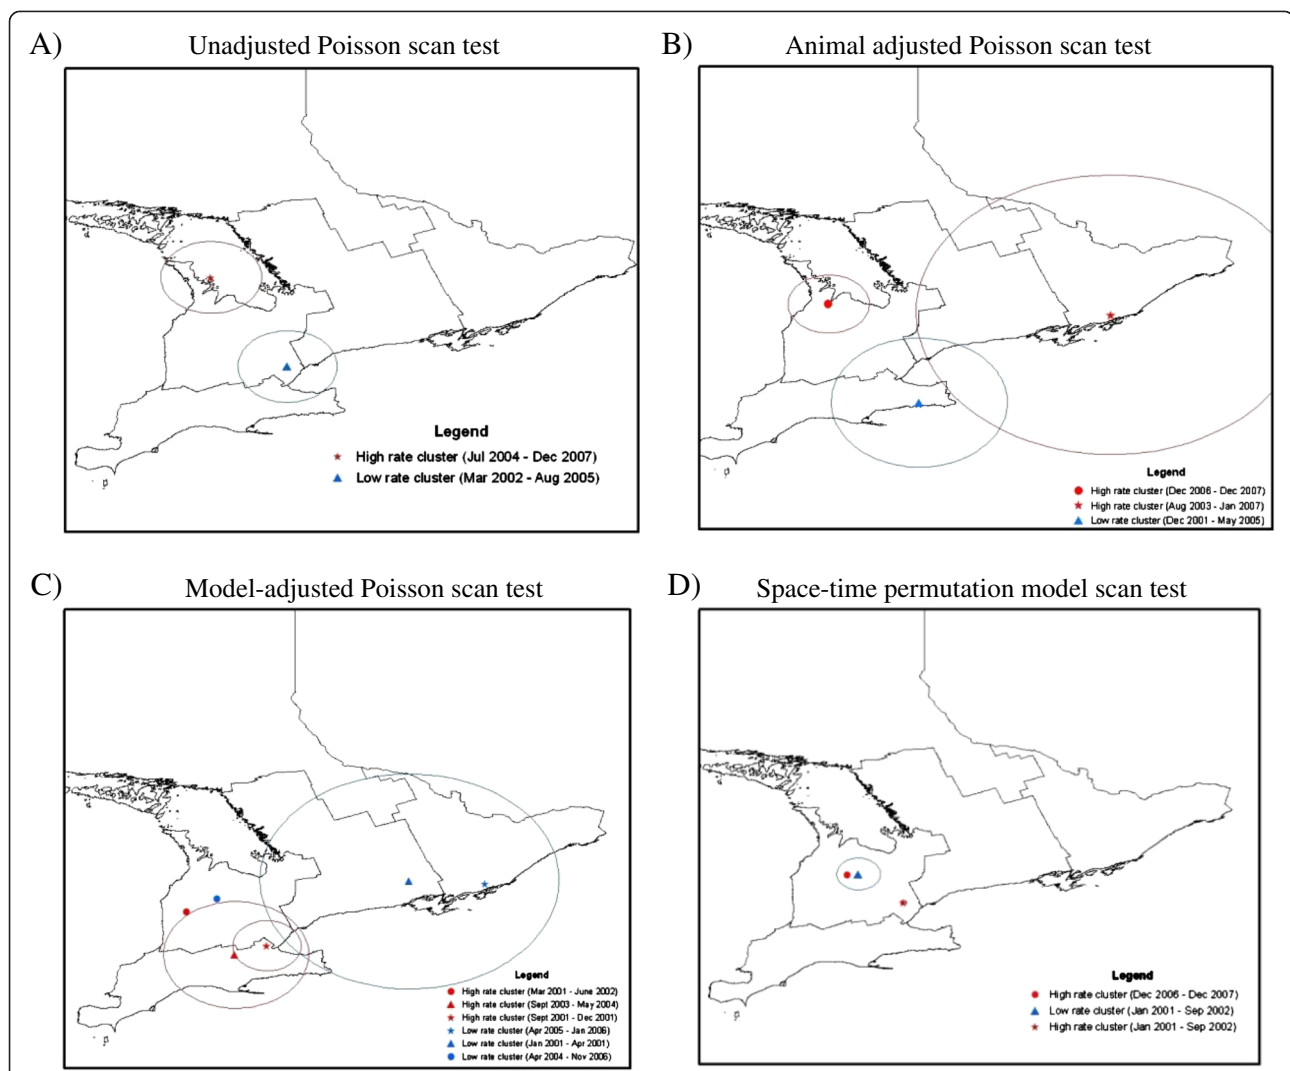 A) Unadjusted Poisson scan test
Legend
High rate cluster (Jul 2004 - Dec 2007)
Low rate cluster (Mar 2002 - Aug 2005)
B) Animal adjusted Poisson scan test
Legend
High rate cluster (Dec 2006 - Dec 2007)
High rate cluster (Aug 2003 - Jan 2007)
Low rate cluster (Dec 2001 - May 2005)
C) Model-adjusted Poisson scan test
Legend
High rate cluster (Mar 2001 - June 2002)
High rate cluster (Sept 2003 - May 2004)
High rate cluster (Sept 2001 - Dec 2001)
Low rate cluster (Apr 2005 - Jan 2006)
Low rate cluster (Jan 2001 - Apr 2001)
Low rate cluster (Apr 2004 - Nov 2006)
D) Space-time permutation model scan test
Legend
High rate cluster (Dec 2006 - Dec 2007)
Low rate cluster (Jan 2001 - Sep 2002)
High rate cluster (Jan 2001 - Sep 2002)